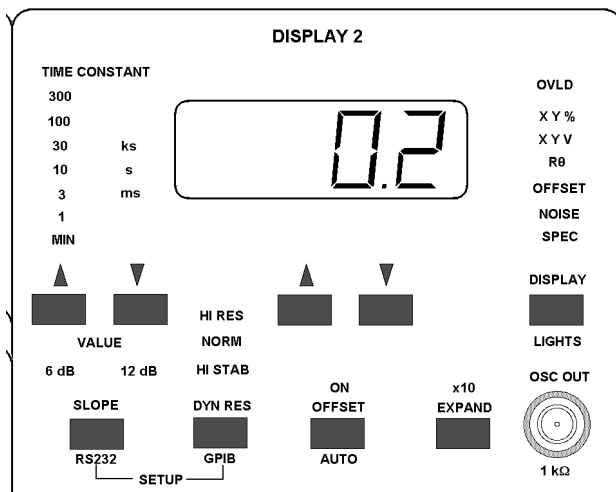 DISPLAY 2
TIME CONSTANT
300
100
30 ks
10 s
3 ms
1
MIN
0.2
OVLD
X Y %
X Y V
Rθ
OFFSET
NOISE
SPEC
VALUE
HI RES
NORM
HI STAB
6 dB 12 dB
DISPLAY
LIGHTS
SLOPE
RS232
DYN RES
GPIB
SETUP
ON
OFFSET
AUTO
x10
EXPAND
OSC OUT
1 kΩ